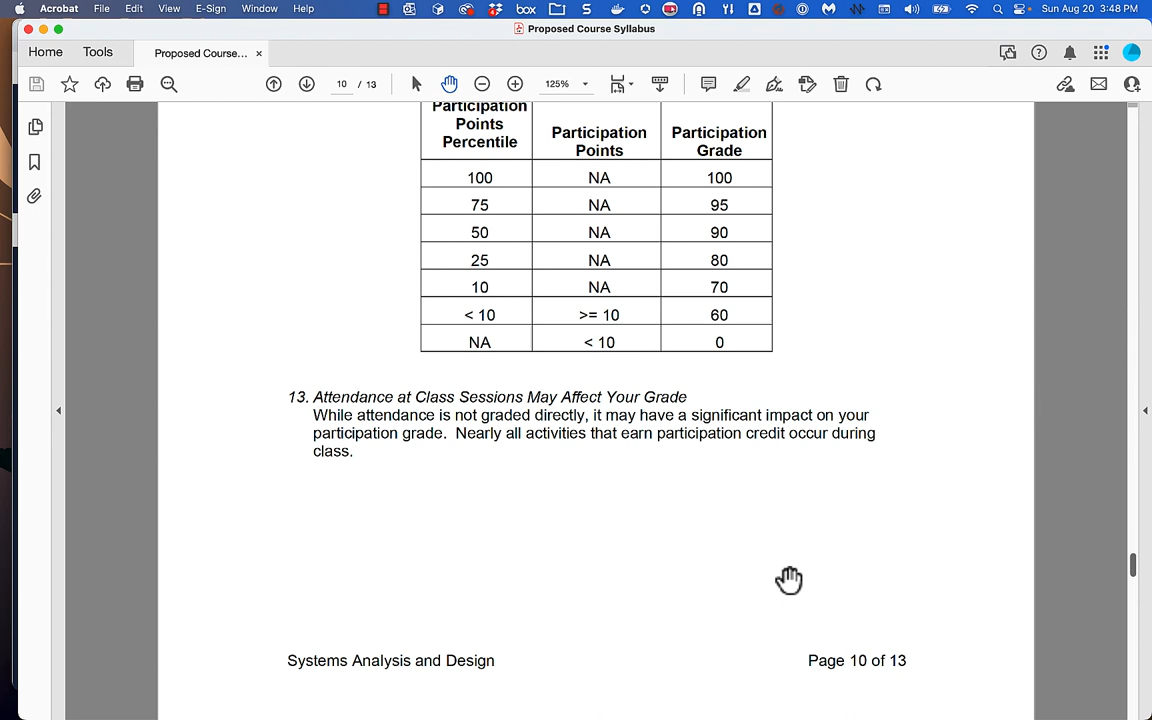 Acrobat File Edit View E-Sign Window Help box S Sun Aug 20 3:48 PM
Proposed Course Syllabus
Home Tools Proposed Course... ×
10 / 13 125%
Participation Points Percentile Participation Points Participation Grade
100 NA 100
75 NA 95
50 NA 90
25 NA 80
10 NA 70
< 10 >= 10 60
NA < 10 0
13. Attendance at Class Sessions May Affect Your Grade
While attendance is not graded directly, it may have a significant impact on your
participation grade.  Nearly all activities that earn participation credit occur during
class.
Systems Analysis and Design Page 10 of 13